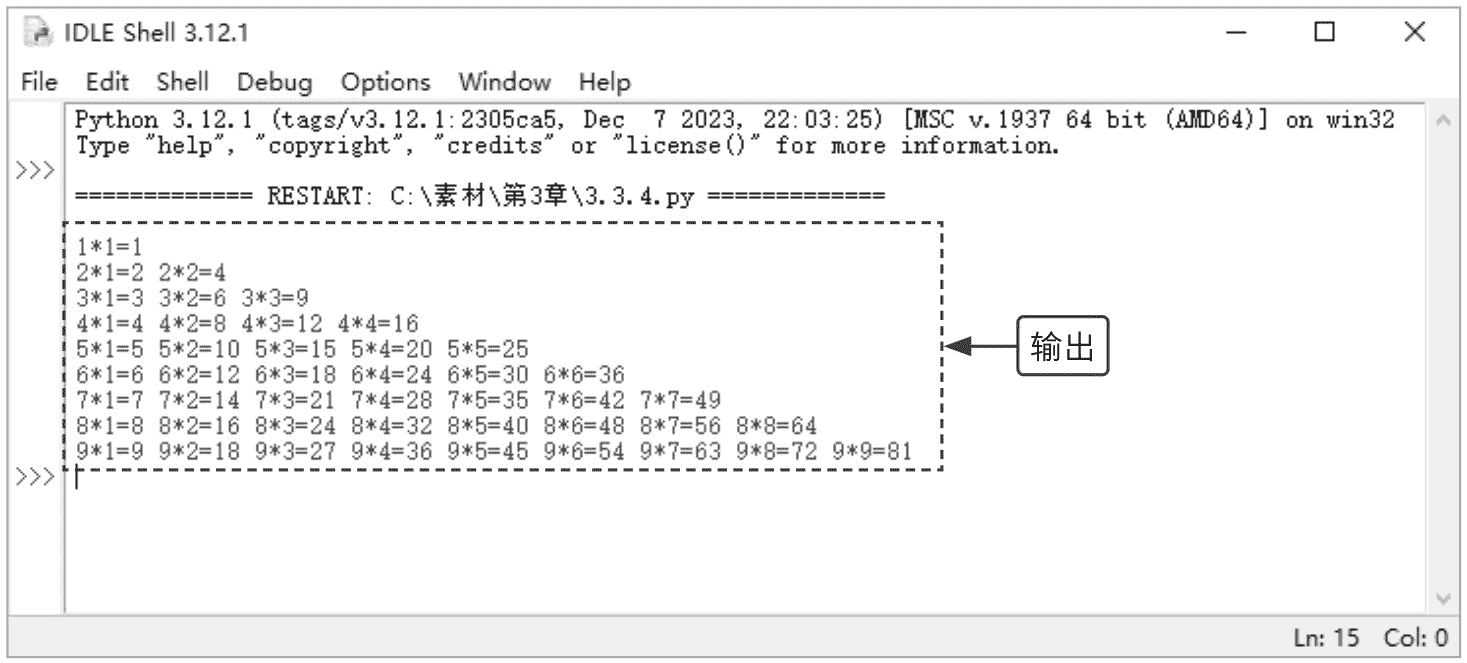 IDLE Shell 3.12.1
File Edit Shell Debug Options Window Help
Python 3.12.1 (tags/v3.12.1:2305ca5, Dec  7 2023, 22:03:25) [MSC v.1937 64 bit (AMD64)] on win32
Type "help", "copyright", "credits" or "license()" for more information.
>>>
============= RESTART: C:\素材\第3章\3.3.4.py =============
1*1=1
2*1=2 2*2=4
3*1=3 3*2=6 3*3=9
4*1=4 4*2=8 4*3=12 4*4=16
5*1=5 5*2=10 5*3=15 5*4=20 5*5=25
6*1=6 6*2=12 6*3=18 6*4=24 6*5=30 6*6=36
7*1=7 7*2=14 7*3=21 7*4=28 7*5=35 7*6=42 7*7=49
8*1=8 8*2=16 8*3=24 8*4=32 8*5=40 8*6=48 8*7=56 8*8=64
9*1=9 9*2=18 9*3=27 9*4=36 9*5=45 9*6=54 9*7=63 9*8=72 9*9=81
>>>
输出
Ln: 15 Col: 0